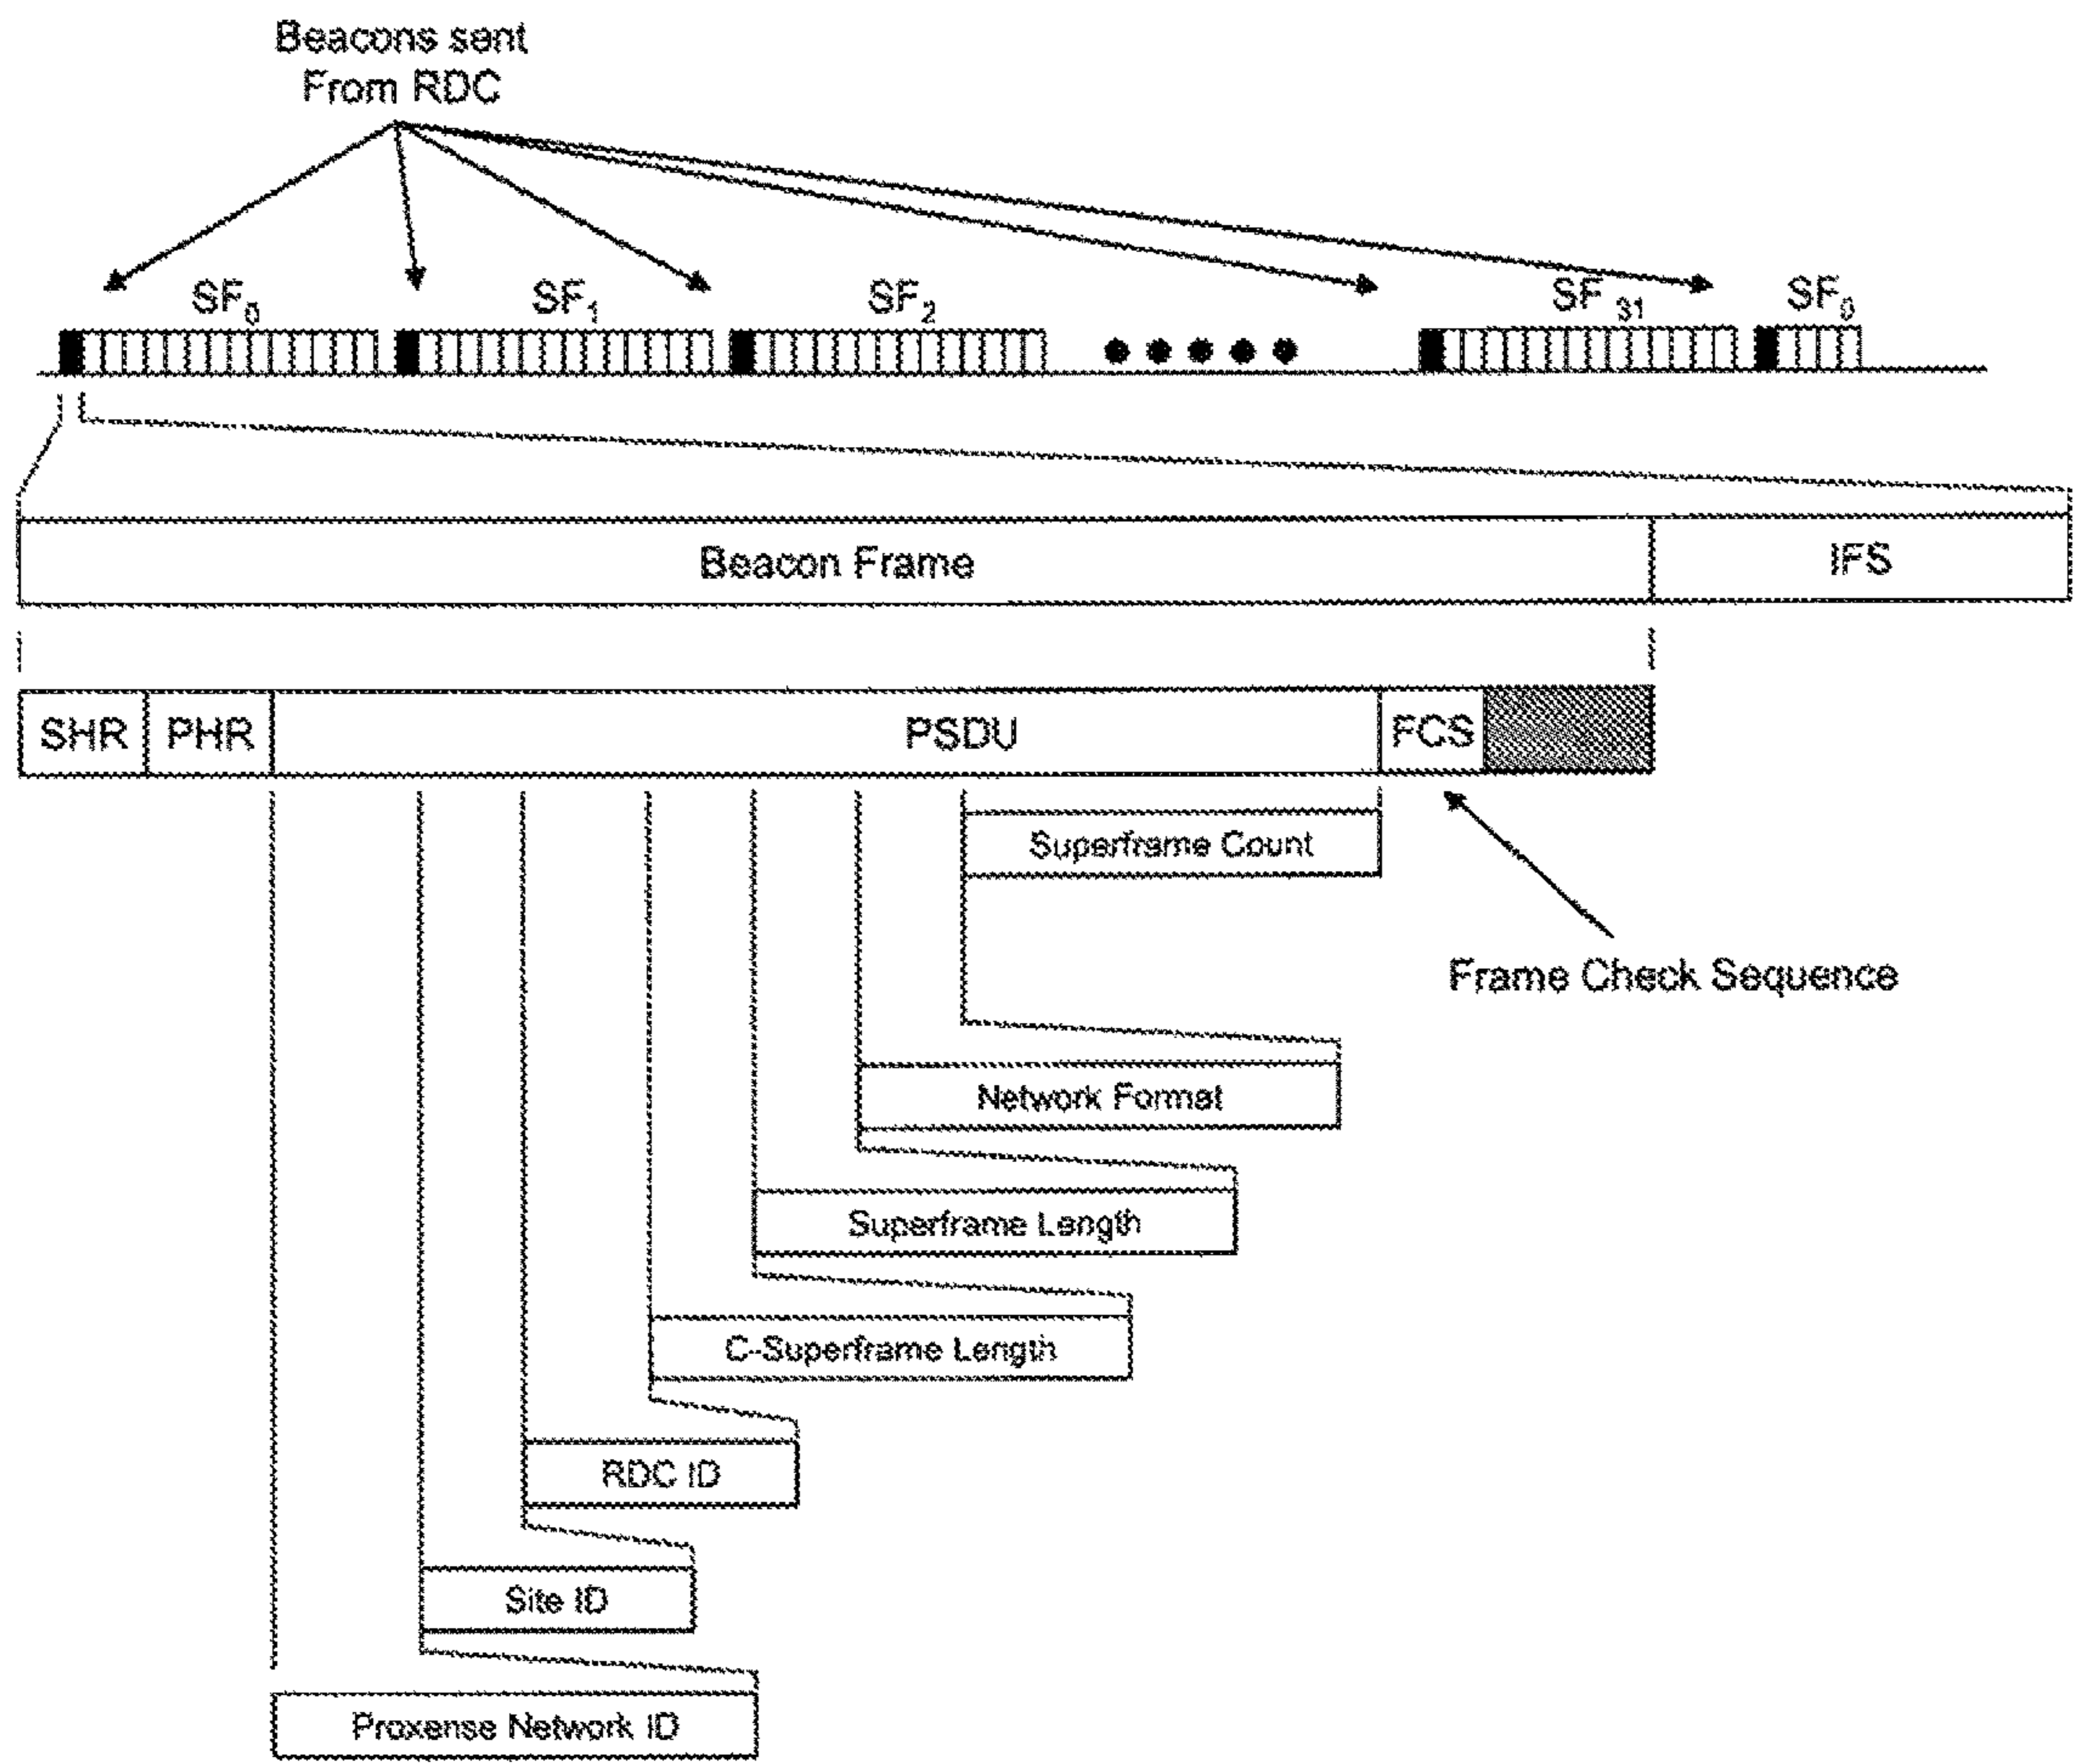 Beacons sent
From RDC
SF0 SF1 SF2 SF31 SF0
Beacon Frame IFS
SHR PHR PSDU FCS
Superframe Count
Frame Check Sequence
Network Format
Superframe Length
C-Superframe Length
RDC ID
Site ID
Proxense Network ID